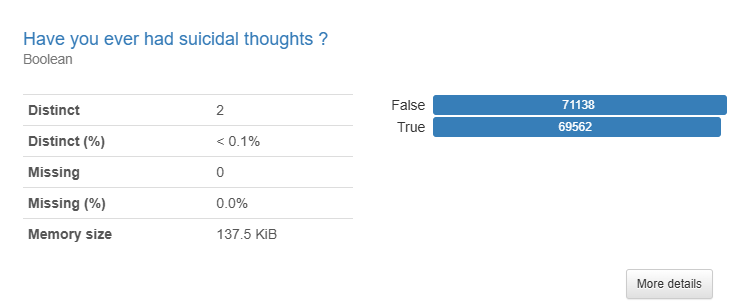 Have you ever had suicidal thoughts ?
Boolean
Distinct 2
Distinct (%) < 0.1%
Missing 0
Missing (%) 0.0%
Memory size 137.5 KiB
False 71138
True 69562
More details